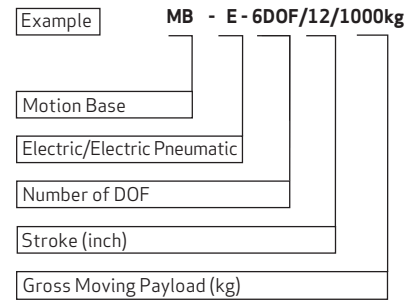 Example
MB - E - 6DOF/12/1000kg
Motion Base
Electric/Electric Pneumatic
Number of DOF
Stroke (inch)
Gross Moving Payload (kg)